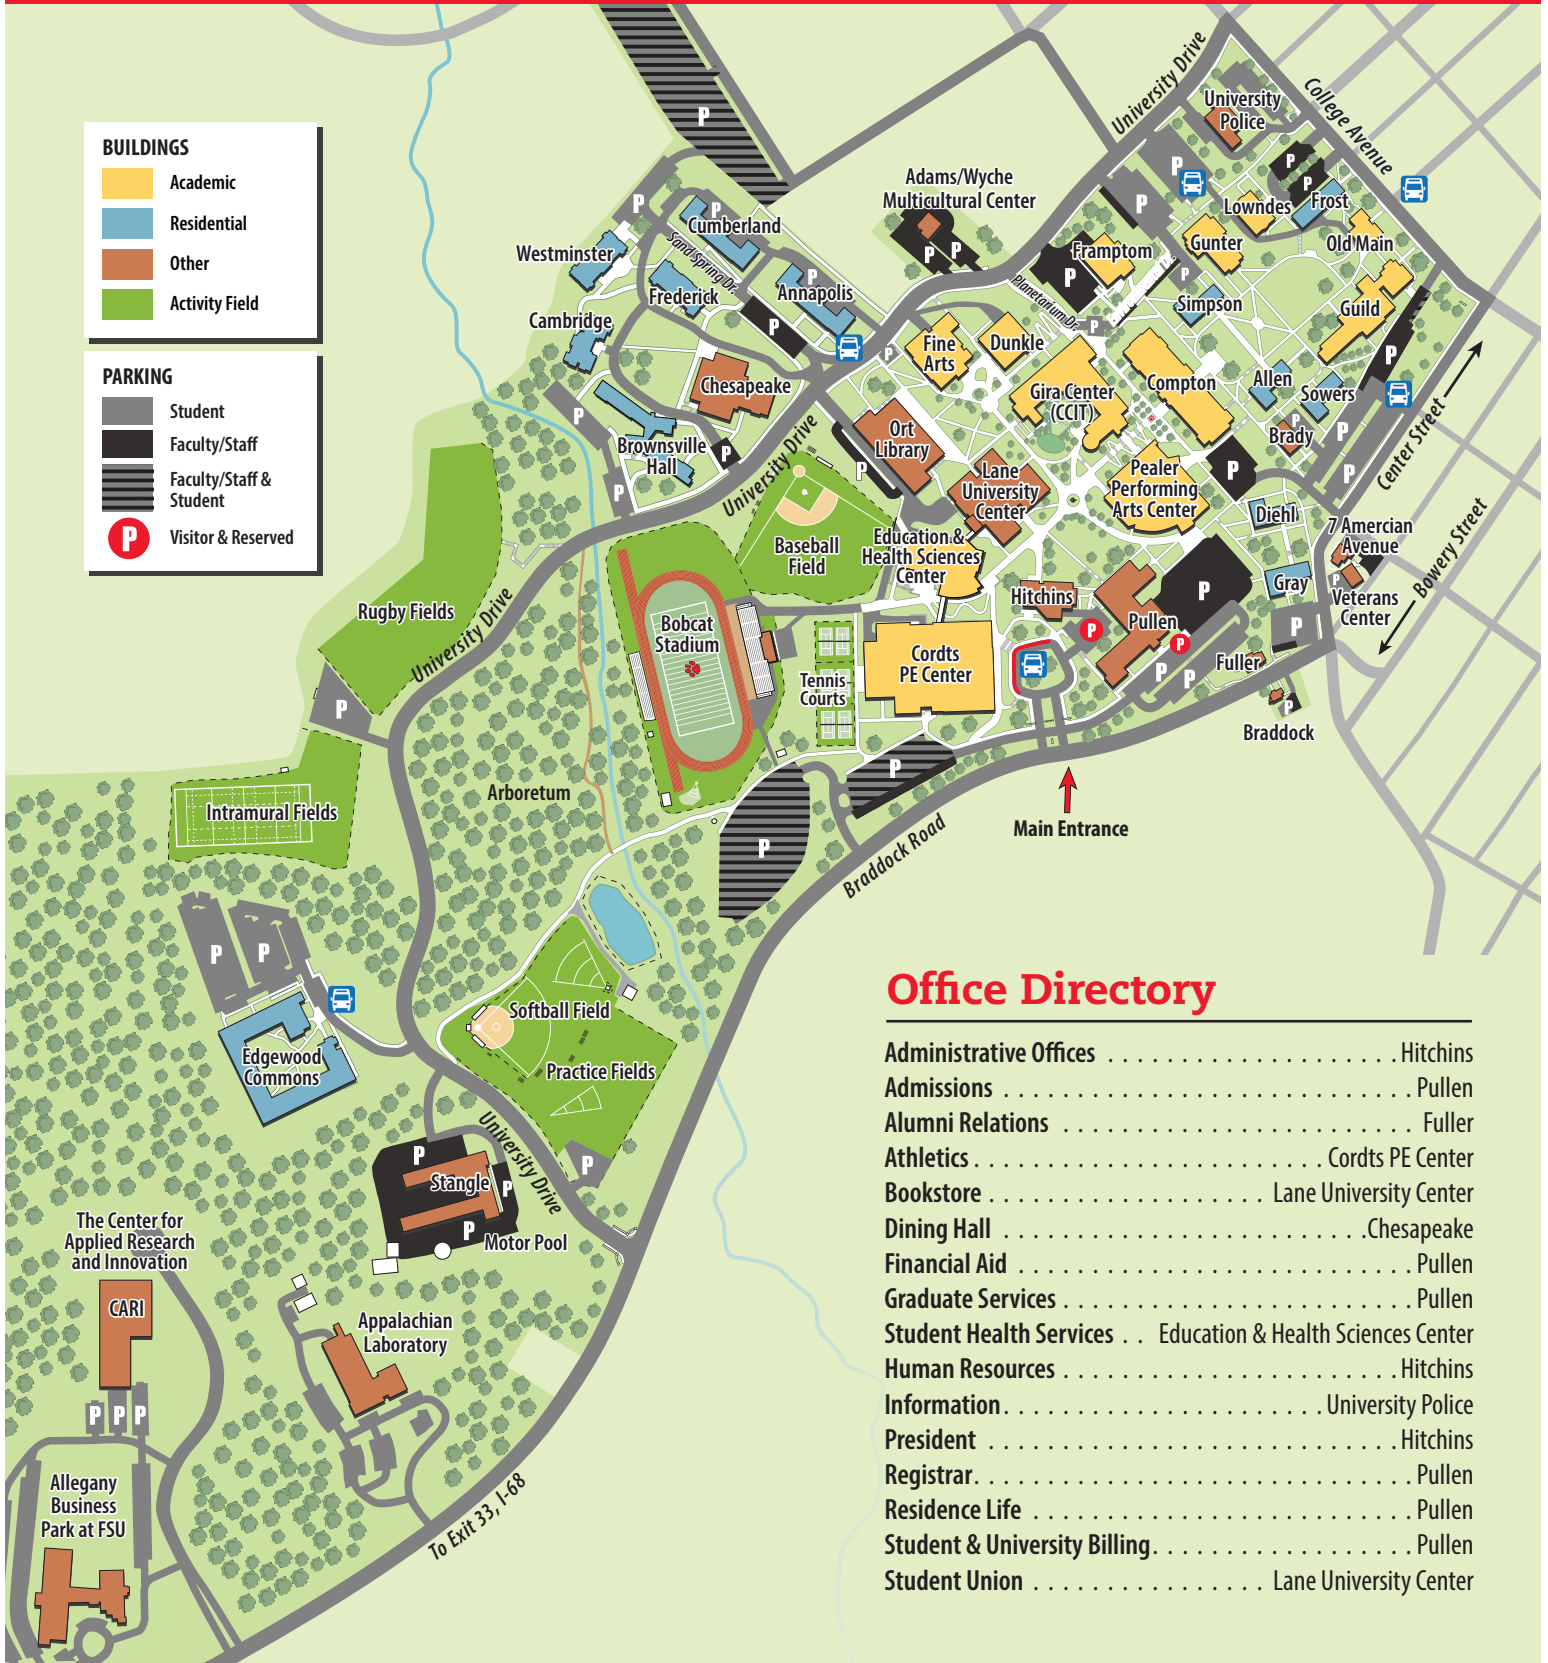 BUILDINGS
Academic
Residential
Other
Activity Field
PARKING
Student
Faculty/Staff
Faculty/Staff &
Student
P Visitor & Reserved
University Drive
College Avenue
University
Police
P
P
P
P
P
Adams/Wyche
Multicultural Center
P
P
Lowndes
Frost
Gunter
Old Main
Frampton
P
P
P
Cumberland
P
Westminster
Sand Spring Dr.
Frederick
Annapolis
P
P
Cambridge
Planetarium Dr.
P
Simpson
Guild
P
Fine
Arts
Dunkle
P
Chesapeake
Gira Center
(CCIT)
Compton
Allen
Sowers
P
P
Brady
P
P
Center Street
Bowery Street
P
Brownsville
Hall
P
P
University Drive
Ort
Library
P
Lane
University
Center
Pealer
Performing
Arts Center
P
Diehl
7 Amercian
Avenue
Baseball
Field
Education &
Health Sciences
Center
Hitchins
P
Pullen
P
P
P
P
Gray
P
P
Veterans
Center
Fuller
P
Braddock
Rugby Fields
University Drive
Bobcat
Stadium
Tennis
Courts
Cordts
PE Center
P
P
P
Main Entrance
Braddock Road
Intramural Fields
Arboretum
P
P
Edgewood
Commons
Softball Field
Practice Fields
P
University Drive
P
Stangle
P
P
Motor Pool
The Center for
Applied Research
and Innovation
CARI
P P P
Appalachian
Laboratory
Allegany
Business
Park at FSU
To Exit 33, I-68
Office Directory
Administrative Offices . . . . . . . . . . . . . . . . . . . . Hitchins
Admissions . . . . . . . . . . . . . . . . . . . . . . . . . . . . Pullen
Alumni Relations . . . . . . . . . . . . . . . . . . . . . . . . Fuller
Athletics . . . . . . . . . . . . . . . . . . . . . . . . Cordts PE Center
Bookstore . . . . . . . . . . . . . . . . . . . Lane University Center
Dining Hall . . . . . . . . . . . . . . . . . . . . . . . . . Chesapeake
Financial Aid . . . . . . . . . . . . . . . . . . . . . . . . . . . Pullen
Graduate Services . . . . . . . . . . . . . . . . . . . . . . . . Pullen
Student Health Services . . Education & Health Sciences Center
Human Resources . . . . . . . . . . . . . . . . . . . . . . . Hitchins
Information . . . . . . . . . . . . . . . . . . . . . . University Police
President . . . . . . . . . . . . . . . . . . . . . . . . . . . . Hitchins
Registrar . . . . . . . . . . . . . . . . . . . . . . . . . . . . . . Pullen
Residence Life . . . . . . . . . . . . . . . . . . . . . . . . . . Pullen
Student & University Billing . . . . . . . . . . . . . . . . . . Pullen
Student Union . . . . . . . . . . . . . . . . Lane University Center